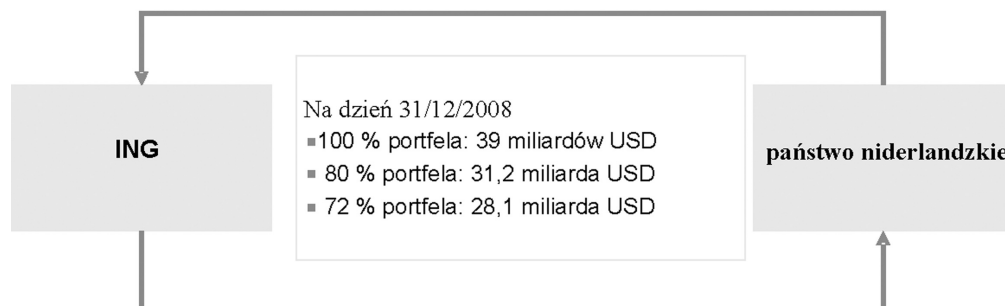 ING
Na dzień 31/12/2008
▪100 % portfela: 39 miliardów USD
▪ 80 % portfela: 31,2 miliarda USD
▪ 72 % portfela: 28,1 miliarda USD
państwo niderlandzkie